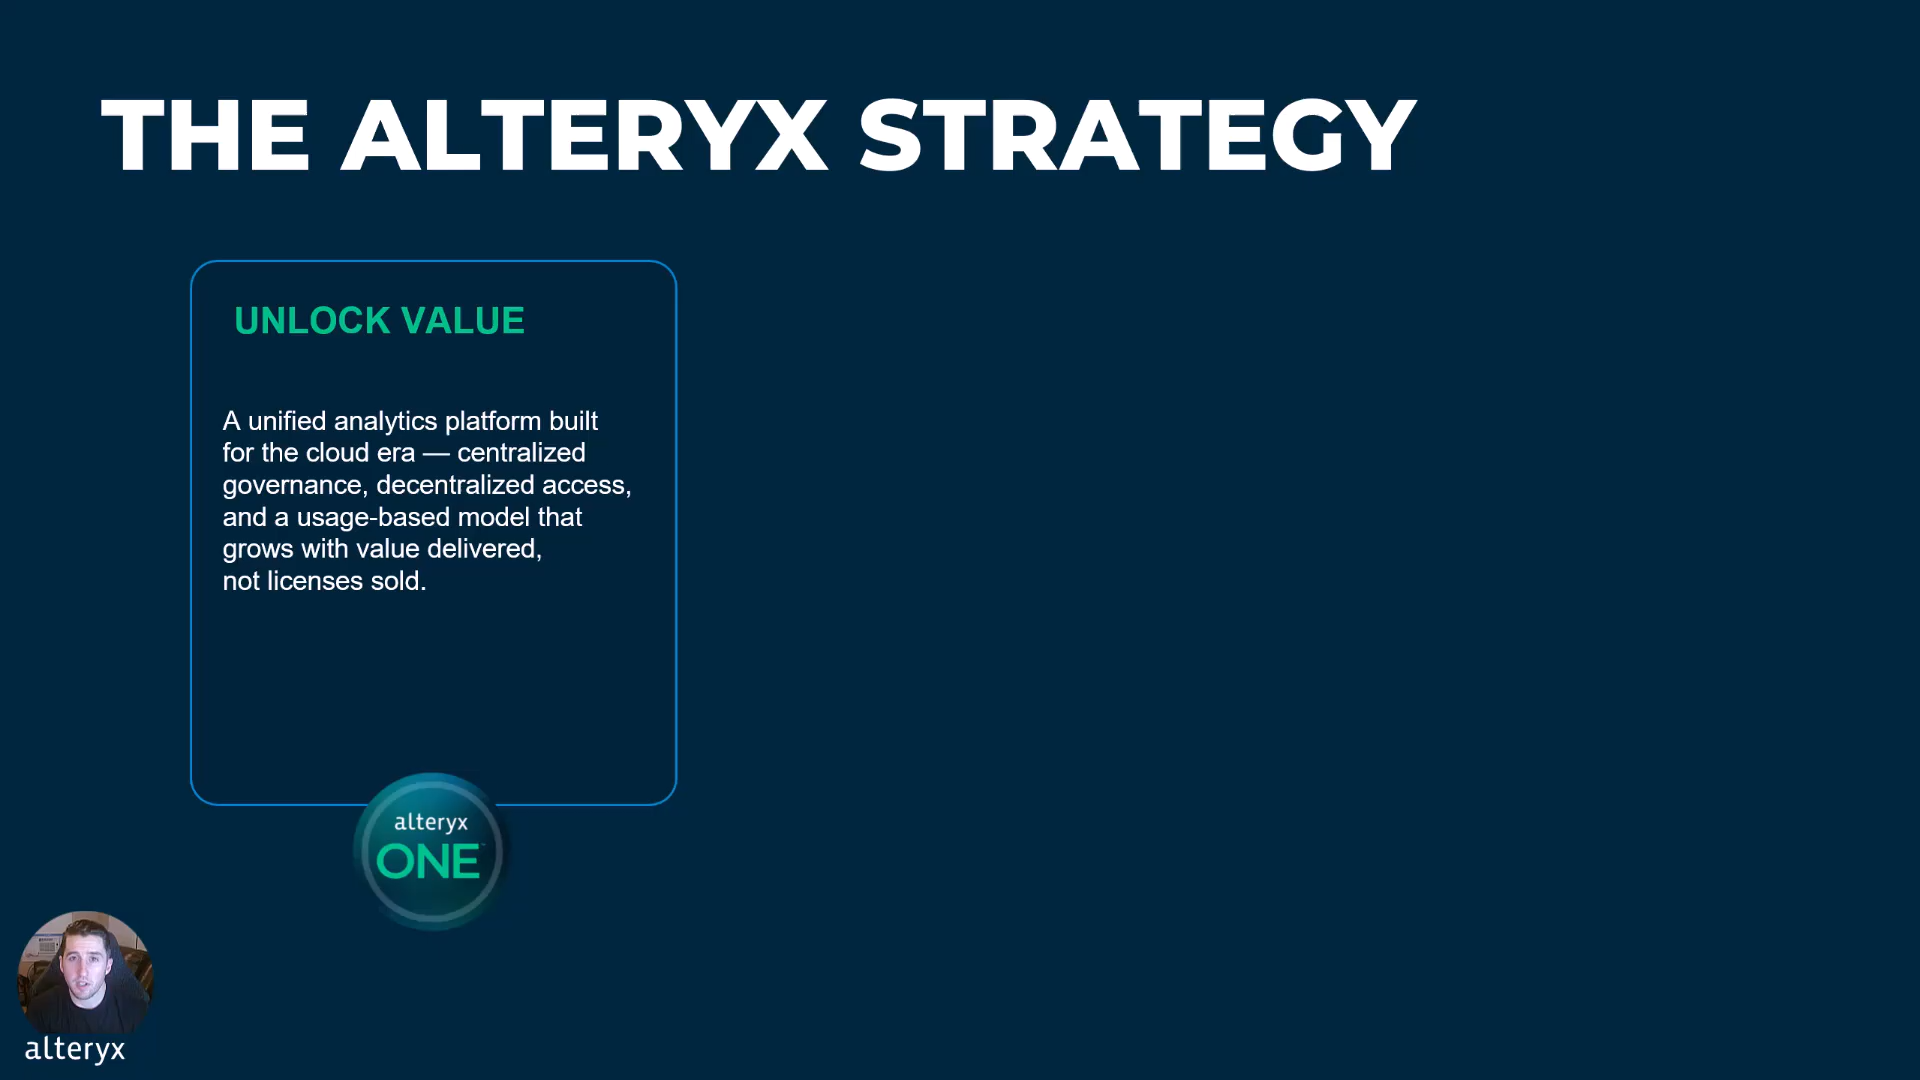 THE ALTERYX STRATEGY
UNLOCK VALUE
A unified analytics platform built
for the cloud era — centralized
governance, decentralized access,
and a usage-based model that
grows with value delivered,
not licenses sold.
alteryx
ONE
alteryx